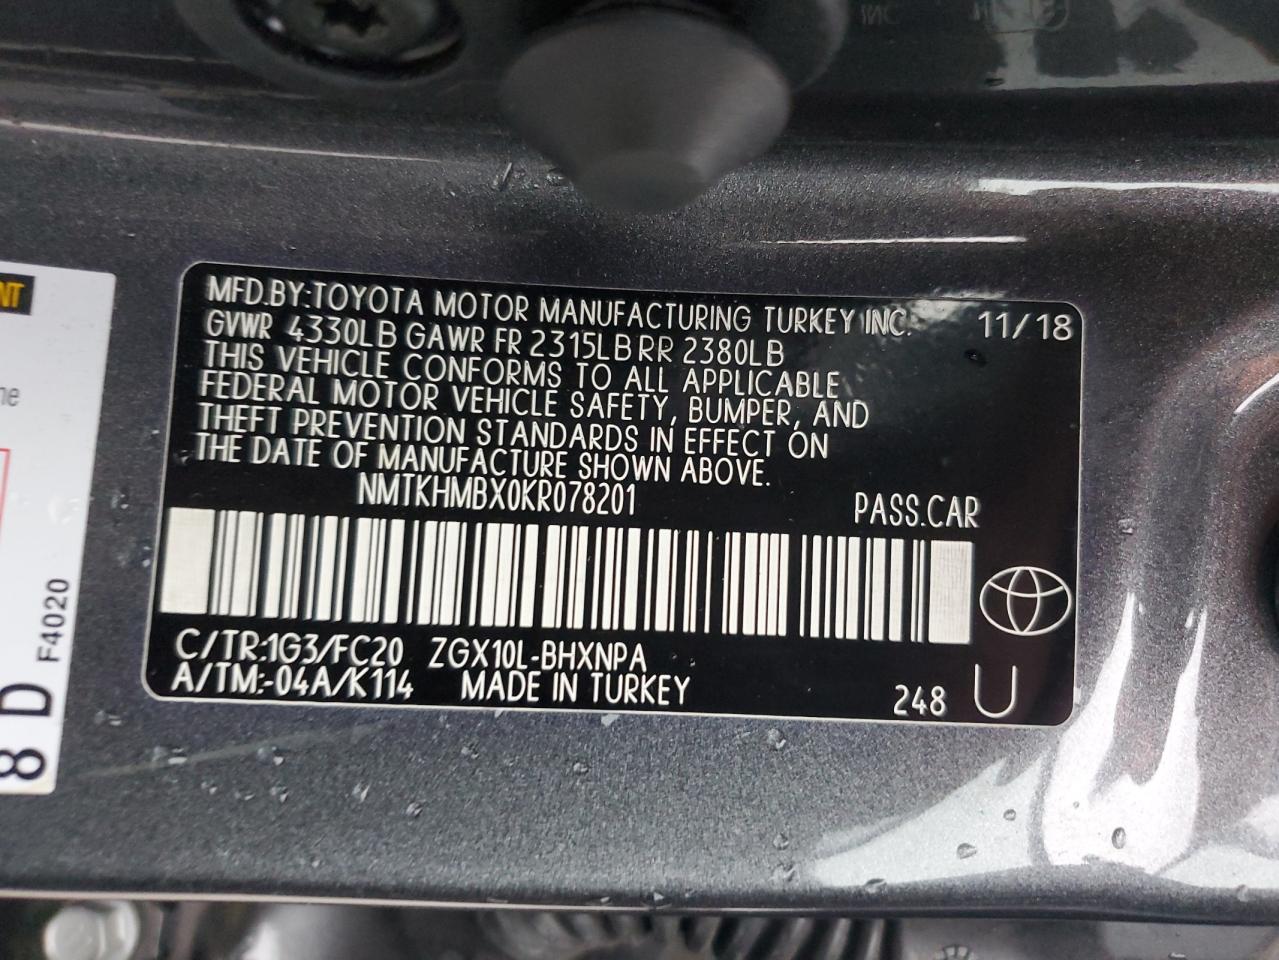 MFD.BY:TOYOTA MOTOR MANUFACTURING TURKEY INC. 11/18
GVWR 4330LB GAWR FR 2315LB RR 2380LB
THIS VEHICLE CONFORMS TO ALL APPLICABLE
FEDERAL MOTOR VEHICLE SAFETY, BUMPER, AND
THEFT PREVENTION STANDARDS IN EFFECT ON
THE DATE OF MANUFACTURE SHOWN ABOVE.
NMTKHMBX0KR078201 PASS.CAR
C/TR:1G3/FC20 ZGX10L-BHXNPA
A/TM:-04A/K114 MADE IN TURKEY 248 U
F4020
8 D